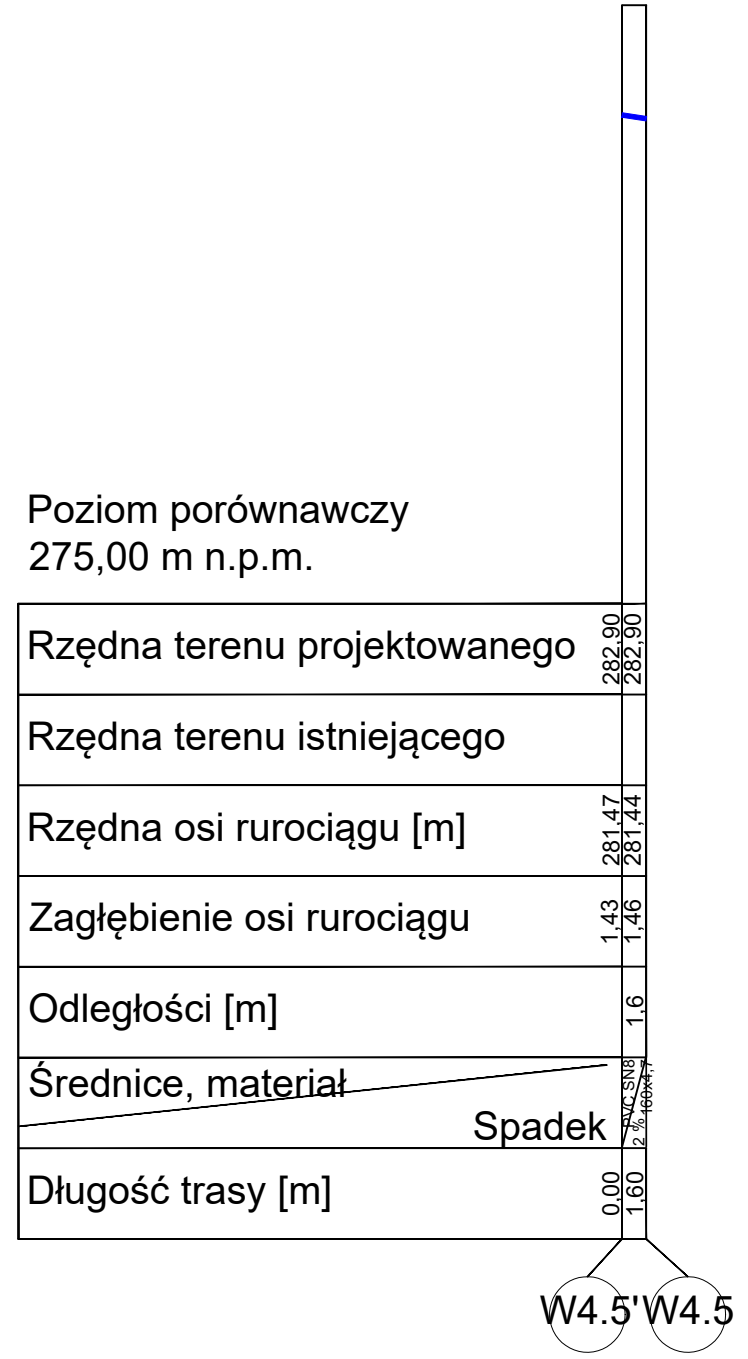 Poziom porównawczy
275,00 m n.p.m.
Rzędna terenu projektowanego 282,90 282,90
Rzędna terenu istniejącego
Rzędna osi rurociągu [m] 281,47 281,44
Zagłębienie osi rurociągu 1,43 1,46
Odległości [m] 1,6
Średnice, materiał PVC SN8 160x4,7
Spadek 2 %
Długość trasy [m] 0,00 1,60
W4.5' W4.5